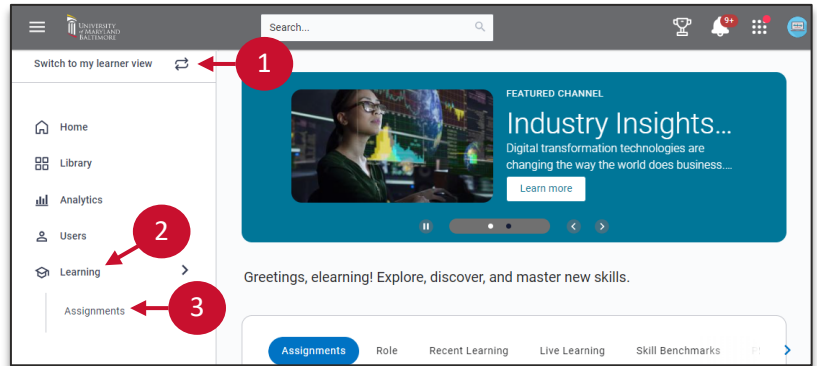 UNIVERSITY
of MARYLAND
BALTIMORE
Search...
9+
Switch to my learner view
1
Home
Library
Analytics
Users
2
Learning
Assignments
3
FEATURED CHANNEL
Industry Insights...
Digital transformation technologies are
changing the way the world does business....
Learn more
Greetings, elearning! Explore, discover, and master new skills.
Assignments Role Recent Learning Live Learning Skill Benchmarks